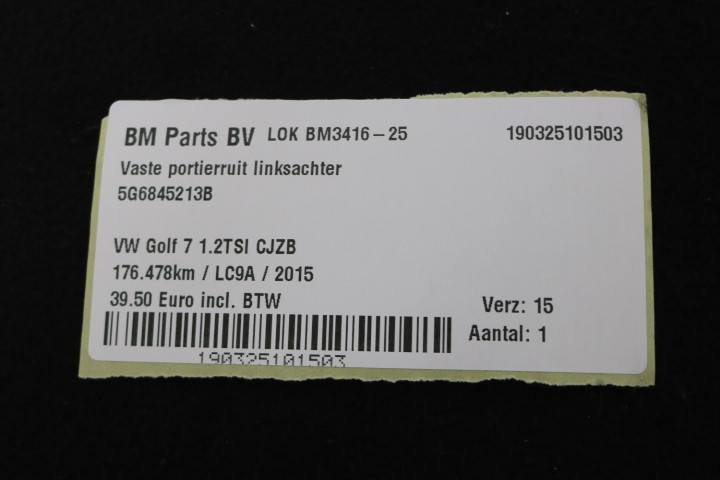 BM Parts BV LOK BM3416-25 190325101503
Vaste portierruit linksachter
5G6845213B
VW Golf 7 1.2TSI CJZB
176.478km / LC9A / 2015
39.50 Euro incl. BTW
Verz: 15
Aantal: 1
190325101503